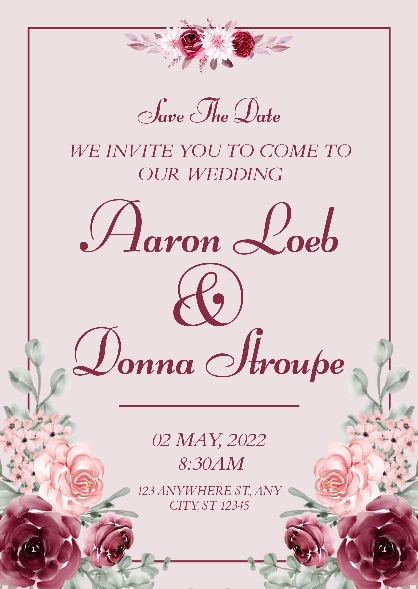 Save The Date
WE INVITE YOU TO COME TO
OUR WEDDING
Aaron Loeb
&
Donna Stroupe
02 MAY, 2022
8:30AM
123 ANYWHERE ST, ANY
CITY, ST 12345